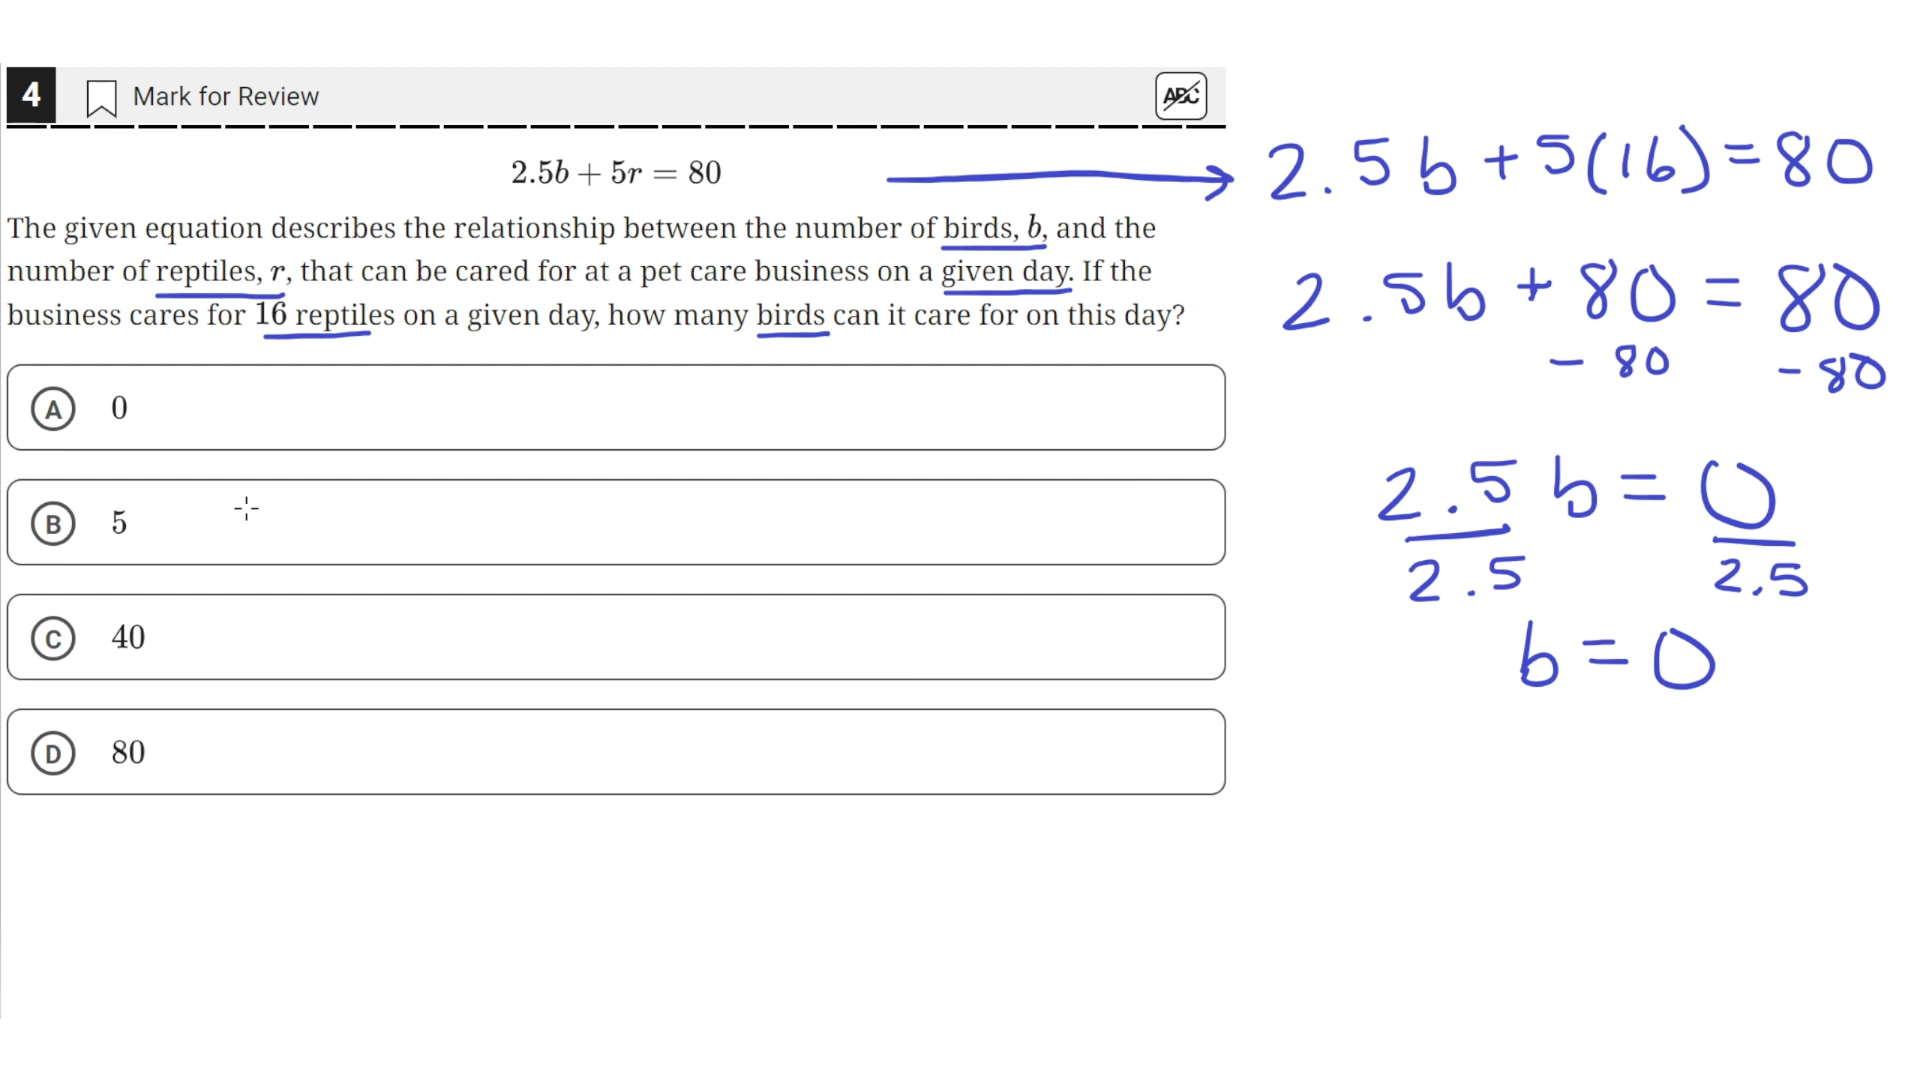 4 Mark for Review ABC
2.5b + 5r = 80
The given equation describes the relationship between the number of birds, b, and the
number of reptiles, r, that can be cared for at a pet care business on a given day. If the
business cares for 16 reptiles on a given day, how many birds can it care for on this day?
A 0
B 5
C 40
D 80
2.5b + 5(16) = 80
2.5b + 80 = 80
- 80 - 80
2.5b = 0
2.5 2.5
b = 0